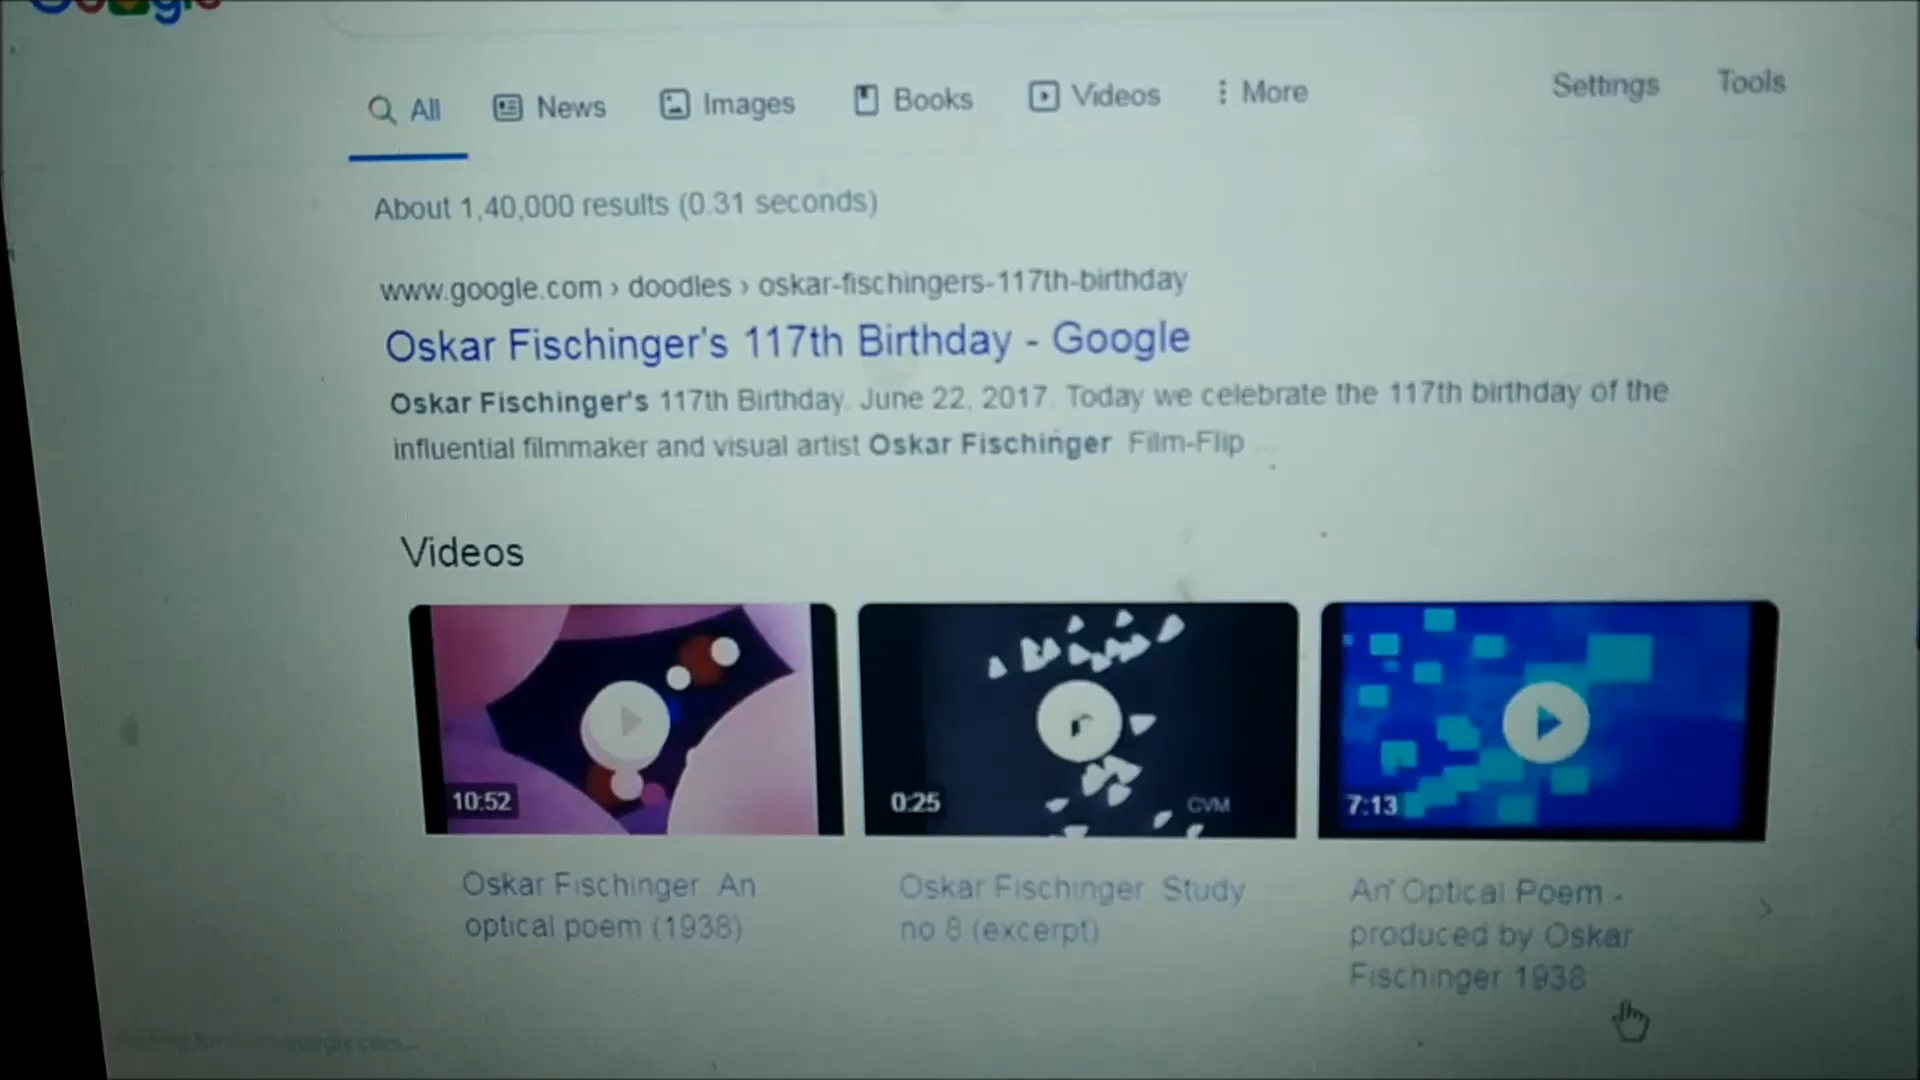 All News Images Books Videos More Settings Tools
About 1,40,000 results (0.31 seconds)
www.google.com › doodles › oskar-fischingers-117th-birthday
Oskar Fischinger's 117th Birthday - Google
Oskar Fischinger's 117th Birthday. June 22, 2017. Today we celebrate the 117th birthday of the
influential filmmaker and visual artist Oskar Fischinger Film-Flip ...
Videos
10:52
0:25
CVM
7:13
Oskar Fischinger An
optical poem (1938)
Oskar Fischinger Study
no 8 (excerpt)
An Optical Poem -
produced by Oskar
Fischinger 1938